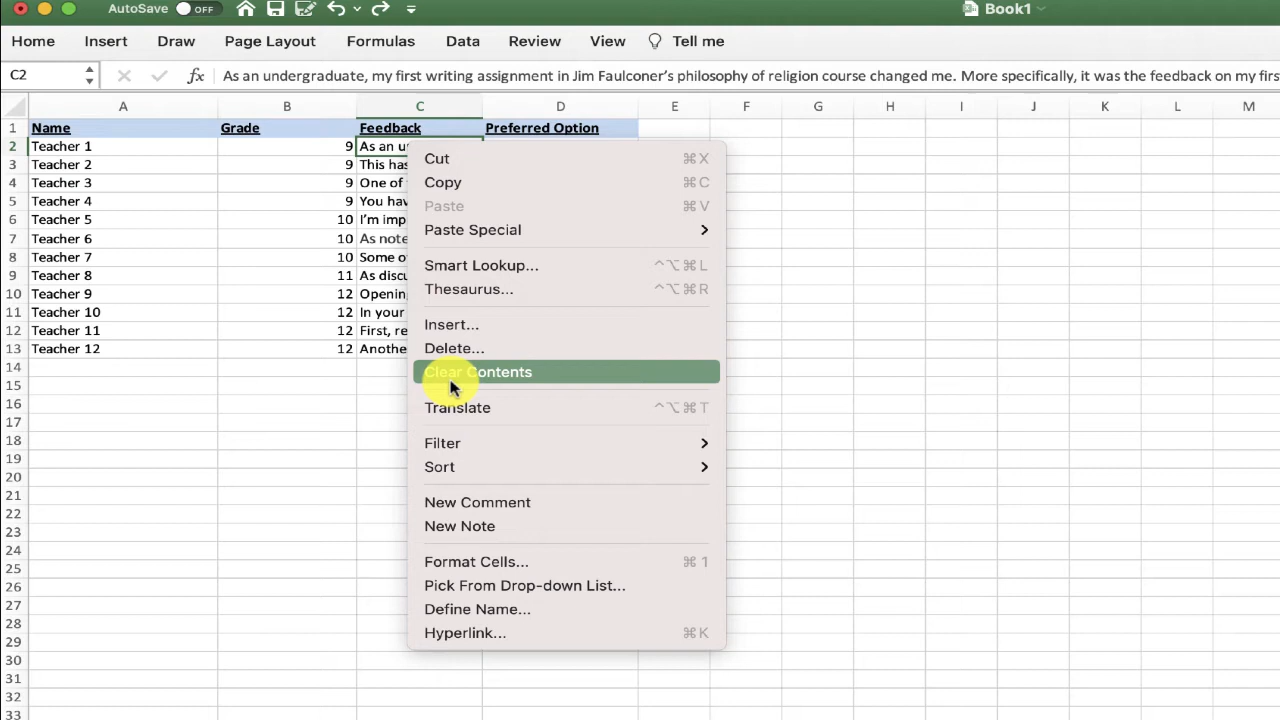 AutoSave OFF Book1
Home Insert Draw Page Layout Formulas Data Review View Tell me
C2 fx As an undergraduate, my first writing assignment in Jim Faulconer's philosophy of religion course changed me. More specifically, it was the feedback on my firs
A B C D E F G H I J K L M
1 Name Grade Feedback Preferred Option
2 Teacher 1 9 As an u
3 Teacher 2 9 This has
4 Teacher 3 9 One of
5 Teacher 4 9 You hav
6 Teacher 5 10 I'm imp
7 Teacher 6 10 As note
8 Teacher 7 10 Some o
9 Teacher 8 11 As discu
10 Teacher 9 12 Opening
11 Teacher 10 12 In your
12 Teacher 11 12 First, re
13 Teacher 12 12 Anothe
14
15
16
17
18
19
20
21
22
23
24
25
26
27
28
29
30
31
32
33
Cut ⌘X
Copy ⌘C
Paste ⌘V
Paste Special
Smart Lookup... ^⌥⌘L
Thesaurus... ^⌥⌘R
Insert...
Delete...
Clear Contents
Translate ^⌥⌘T
Filter
Sort
New Comment
New Note
Format Cells... ⌘1
Pick From Drop-down List...
Define Name...
Hyperlink... ⌘K